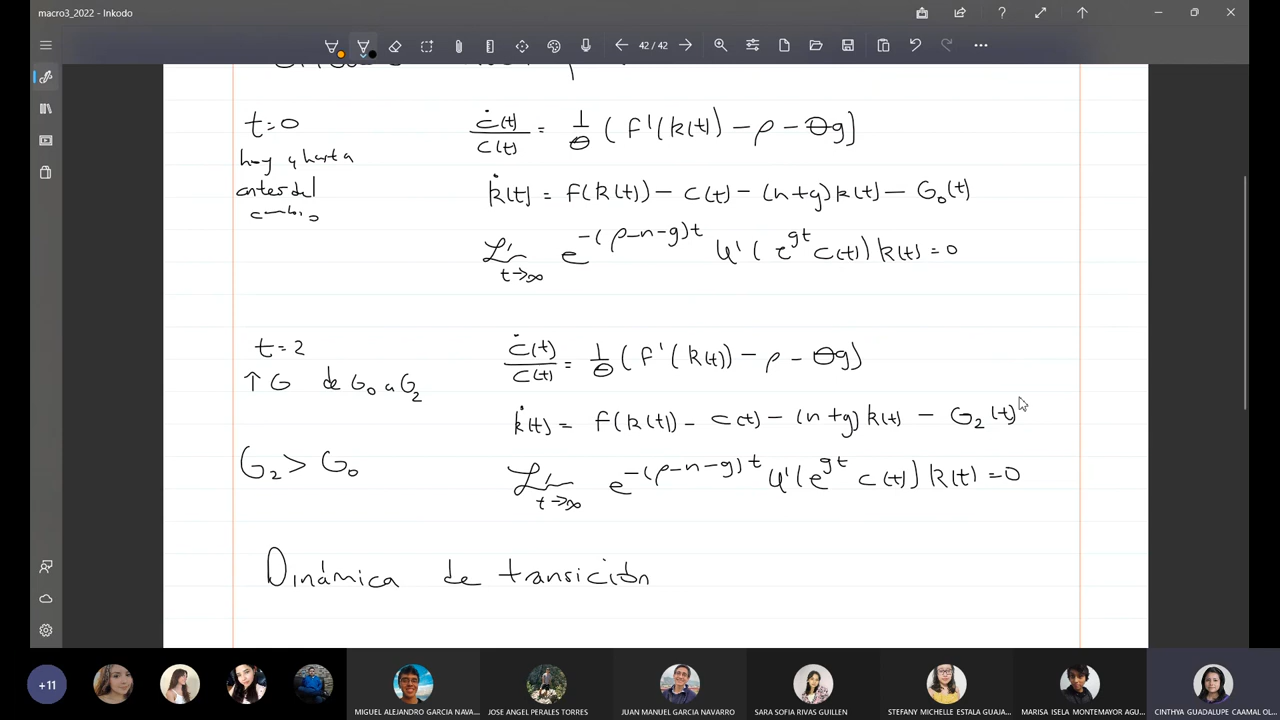 macro3_2022 - Inkodo
42 / 42
t=0
hoy y hasta
antes del
cambio
ċ(t)/c(t) = 1/θ (f'(k(t)) - ρ - θg]
k̇(t) = f(k(t)) - c(t) - (n+g)k(t) - G₀(t)
Lim t→∞ e^-(ρ-n-g)t u'(e^gt c(t)) k(t) = 0
t=2
↑G de G₀ a G₂
ċ(t)/c(t) = 1/θ (f'(k(t)) - ρ - θg)
k̇(t) = f(k(t)) - c(t) - (n+g)k(t) - G₂(t)
G₂ > G₀
Lim t→∞ e^-(ρ-n-g)t u'(e^gt c(t)) k(t) = 0
Dinámica de transición
+11
MIGUEL ALEJANDRO GARCIA NAVA...
JOSE ANGEL PERALES TORRES
JUAN MANUEL GARCIA NAVARRO
SARA SOFIA RIVAS GUILLEN
STEFANY MICHELLE ESTALA GUAJA...
MARISA ISELA MONTEMAYOR AGU...
CINTHYA GUADALUPE CAAMAL OL...